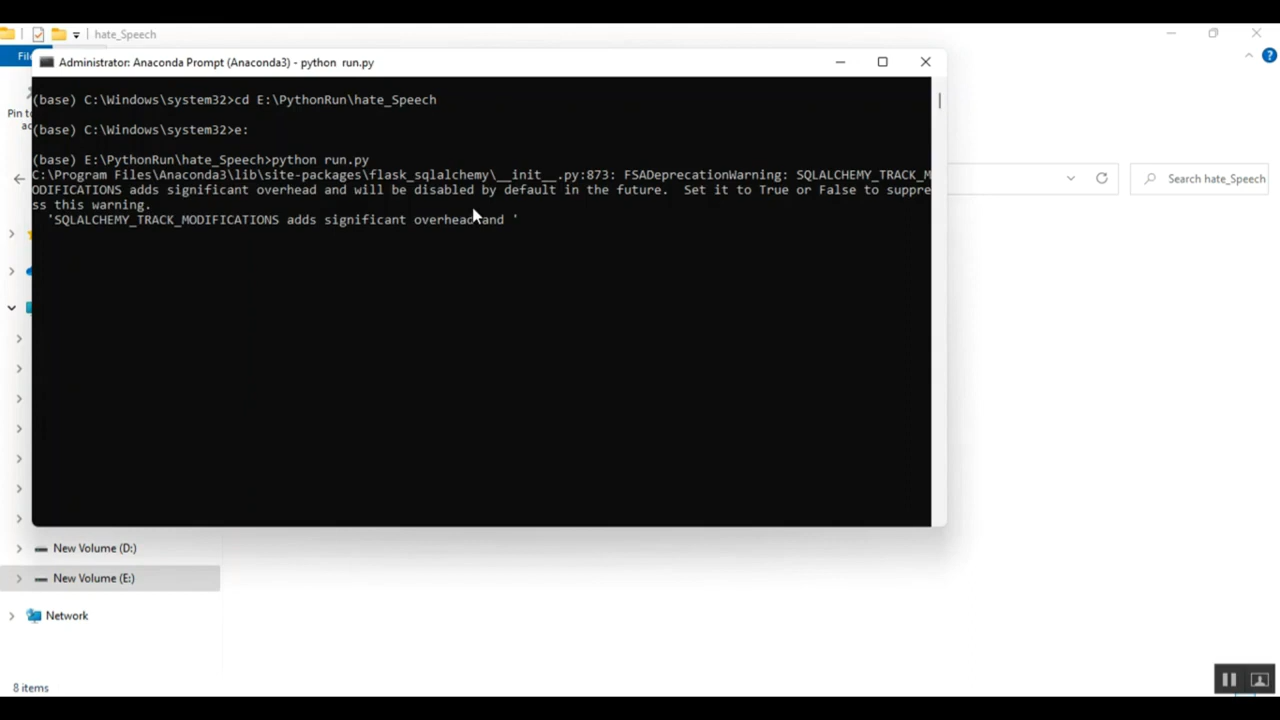 hate_Speech
Fil
Administrator: Anaconda Prompt (Anaconda3) - python run.py
(base) C:\Windows\system32>cd E:\PythonRun\hate_Speech
(base) C:\Windows\system32>e:
(base) E:\PythonRun\hate_Speech>python run.py
C:\Program Files\Anaconda3\lib\site-packages\flask_sqlalchemy\__init__.py:873: FSADeprecationWarning: SQLALCHEMY_TRACK_M
ODIFICATIONS adds significant overhead and will be disabled by default in the future.  Set it to True or False to suppre
ss this warning.
  'SQLALCHEMY_TRACK_MODIFICATIONS adds significant overhead and '
Pin to
Search hate_Speech
New Volume (D:)
New Volume (E:)
Network
8 items